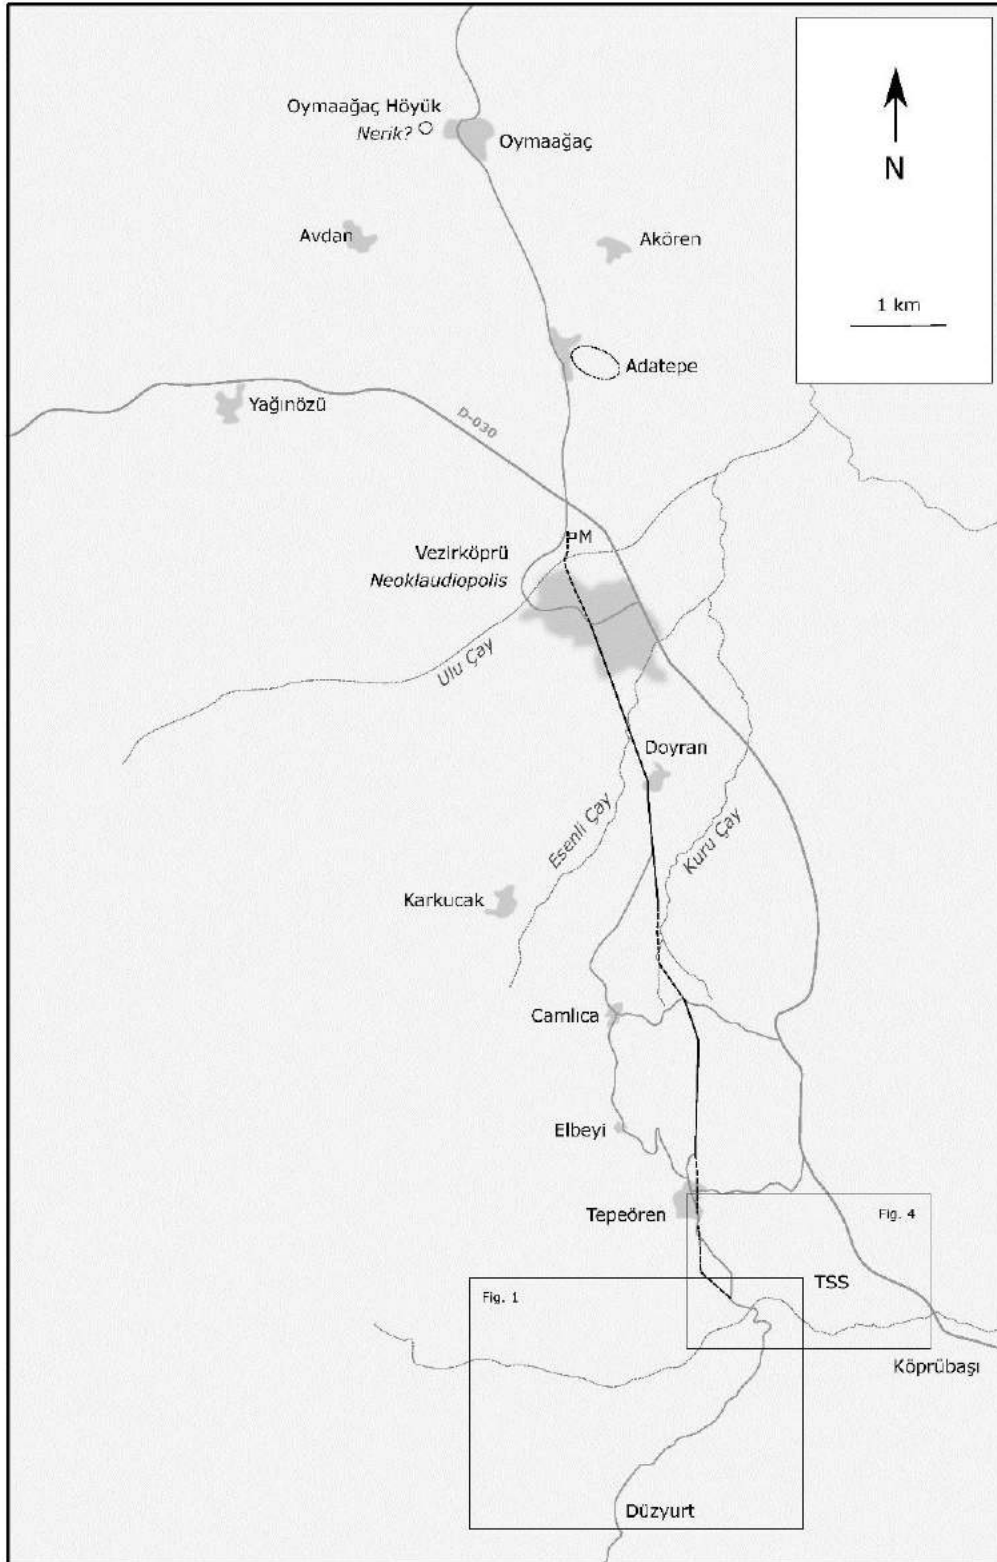 Oymaağaç Höyük
Nerik?
Oymaağaç
N
Avdan
Akören
1 km
Adatepe
Yağınözü
D-030
M
Vezirköprü
Neoklaudiopolis
Ulu Çay
Doyran
Esenli Çay
Kuru Çay
Karkucak
Camlıca
Elbeyi
Tepeören
Fig. 4
TSS
Fig. 1
Köprübaşı
Düzyurt